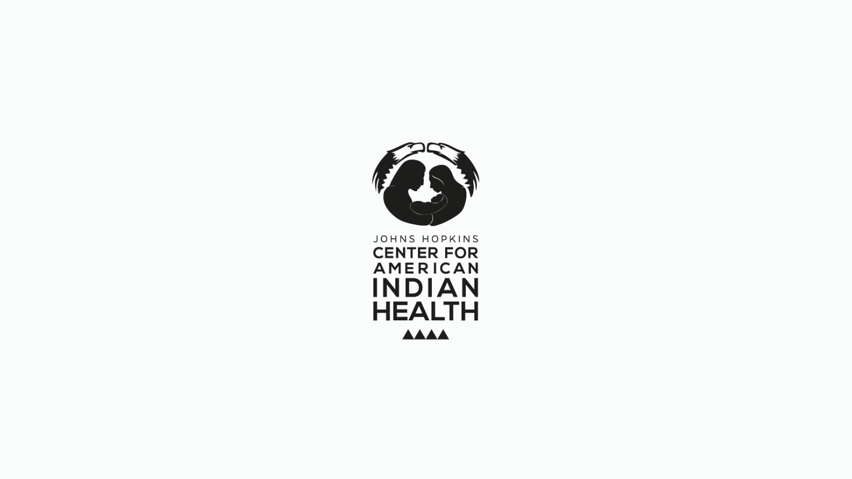 JOHNS HOPKINS
CENTER FOR
AMERICAN
INDIAN
HEALTH